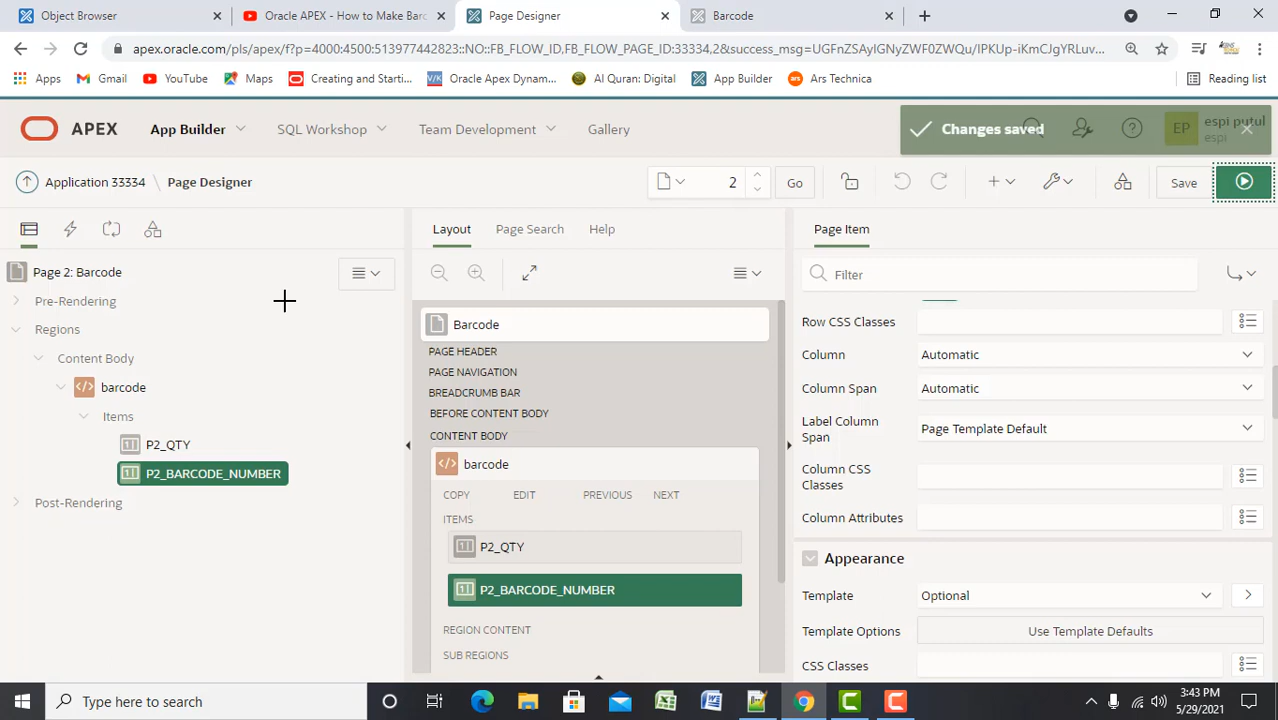 Object Browser
Oracle APEX - How to Make Barc
Page Designer
Barcode
apex.oracle.com/pls/apex/f?p=4000:4500:513977442823::NO::FB_FLOW_ID,FB_FLOW_PAGE_ID:33334,2&success_msg=UGFnZSAylGNyZWF0ZWQu/IPKUp-iKmCJgYRLuv...
Apps
Gmail
YouTube
Maps
Creating and Starti...
Oracle Apex Dynam...
Al Quran: Digital
App Builder
Ars Technica
Reading list
APEX
App Builder
SQL Workshop
Team Development
Gallery
Changes saved
EP
espi putul
espi
Application 33334
Page Designer
2
Go
Save
Layout
Page Search
Help
Page Item
Page 2: Barcode
Filter
Pre-Rendering
Regions
Content Body
barcode
Items
P2_QTY
P2_BARCODE_NUMBER
Post-Rendering
Barcode
PAGE HEADER
PAGE NAVIGATION
BREADCRUMB BAR
BEFORE CONTENT BODY
CONTENT BODY
barcode
COPY
EDIT
PREVIOUS
NEXT
ITEMS
P2_QTY
P2_BARCODE_NUMBER
REGION CONTENT
SUB REGIONS
Row CSS Classes
Column
Automatic
Column Span
Automatic
Label Column
Span
Page Template Default
Column CSS
Classes
Column Attributes
Appearance
Template
Optional
Template Options
Use Template Defaults
CSS Classes
Type here to search
3:43 PM
5/29/2021